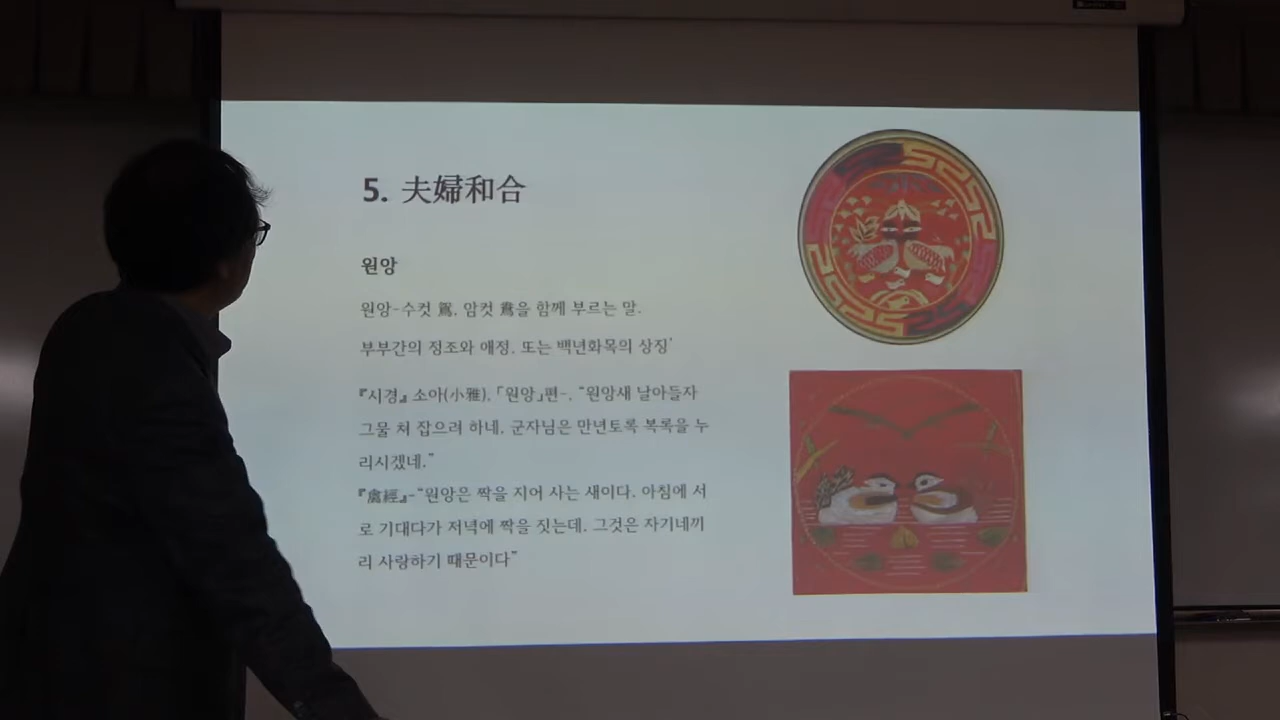 5. 夫婦和合
원앙
원앙-수컷 鴛, 암컷 鴦을 함께 부르는 말.
부부간의 정조와 애정. 또는 백년화목의 상징'
『시경』 소아(小雅), 「원앙」편-, "원앙새 날아들자
그물 처 잡으려 하네. 군자님은 만년토록 복록을 누
리시겠네."
『禽經』-"원앙은 짝을 지어 사는 새이다. 아침에 서
로 기대다가 저녁에 짝을 짓는데. 그것은 자기네끼
리 사랑하기 때문이다"